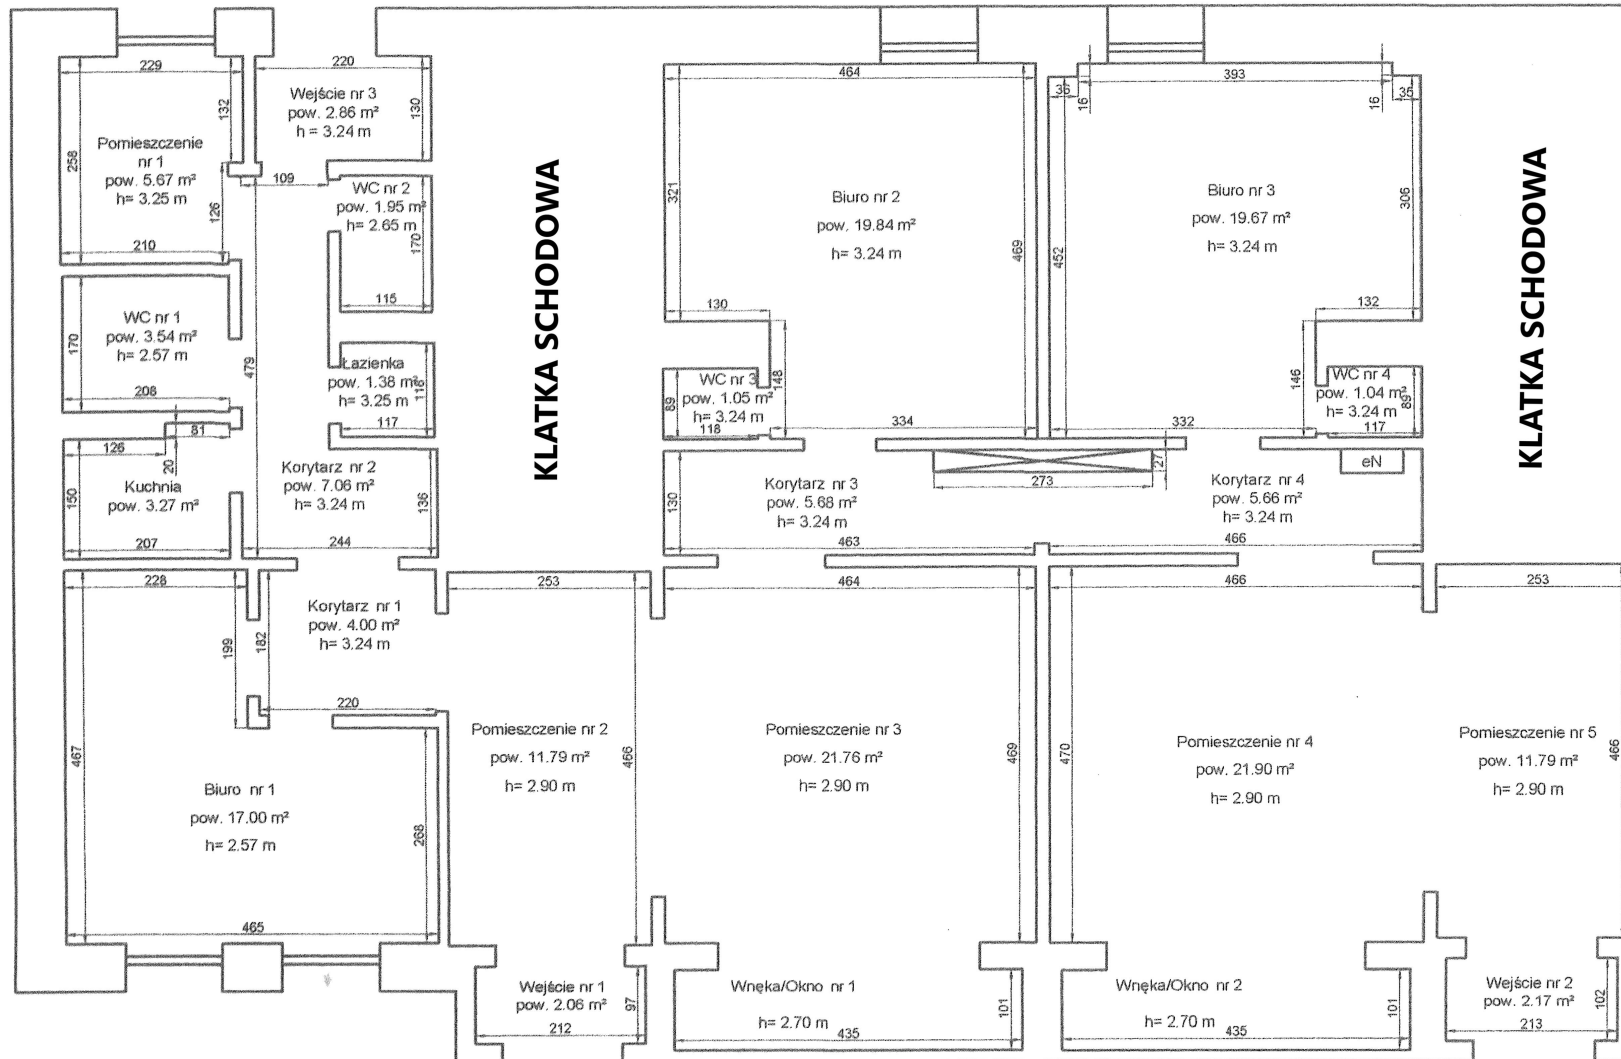 229
220
464
393
Wejście nr 3
pow. 2.86 m²
h = 3.24 m
132
130
36
16
16
35
Pomieszczenie
nr 1
pow. 5.67 m²
h= 3.25 m
258
126
109
210
WC nr 2
pow. 1.95 m²
h= 2.65 m
170
115
KLATKA SCHODOWA
321
Biuro nr 2
pow. 19.84 m²
h= 3.24 m
469
130
452
Biuro nr 3
pow. 19.67 m²
h= 3.24 m
306
132
KLATKA SCHODOWA
WC nr 1
pow. 3.54 m²
h= 2.57 m
170
208
479
Łazienka
pow. 1.38 m²
h= 3.25 m
118
117
WC nr 3
pow. 1.05 m²
h= 3.24 m
89
118
148
334
146
332
WC nr 4
pow. 1.04 m²
h= 3.24 m
89
117
81
126
20
Kuchnia
pow. 3.27 m²
150
207
Korytarz nr 2
pow. 7.06 m²
h= 3.24 m
136
244
Korytarz nr 3
pow. 5.68 m²
h= 3.24 m
130
463
273
27
Korytarz nr 4
pow. 5.66 m²
h= 3.24 m
466
eN
228
253
464
466
253
Korytarz nr 1
pow. 4.00 m²
h= 3.24 m
199
182
220
Biuro nr 1
pow. 17.00 m²
h= 2.57 m
467
268
465
Pomieszczenie nr 2
pow. 11.79 m²
h= 2.90 m
466
Pomieszczenie nr 3
pow. 21.76 m²
h= 2.90 m
469
470
Pomieszczenie nr 4
pow. 21.90 m²
h= 2.90 m
Pomieszczenie nr 5
pow. 11.79 m²
h= 2.90 m
466
Wejście nr 1
pow. 2.06 m²
97
212
Wnęka/Okno nr 1
h= 2.70 m
101
435
Wnęka/Okno nr 2
h= 2.70 m
101
435
Wejście nr 2
pow. 2.17 m²
102
213